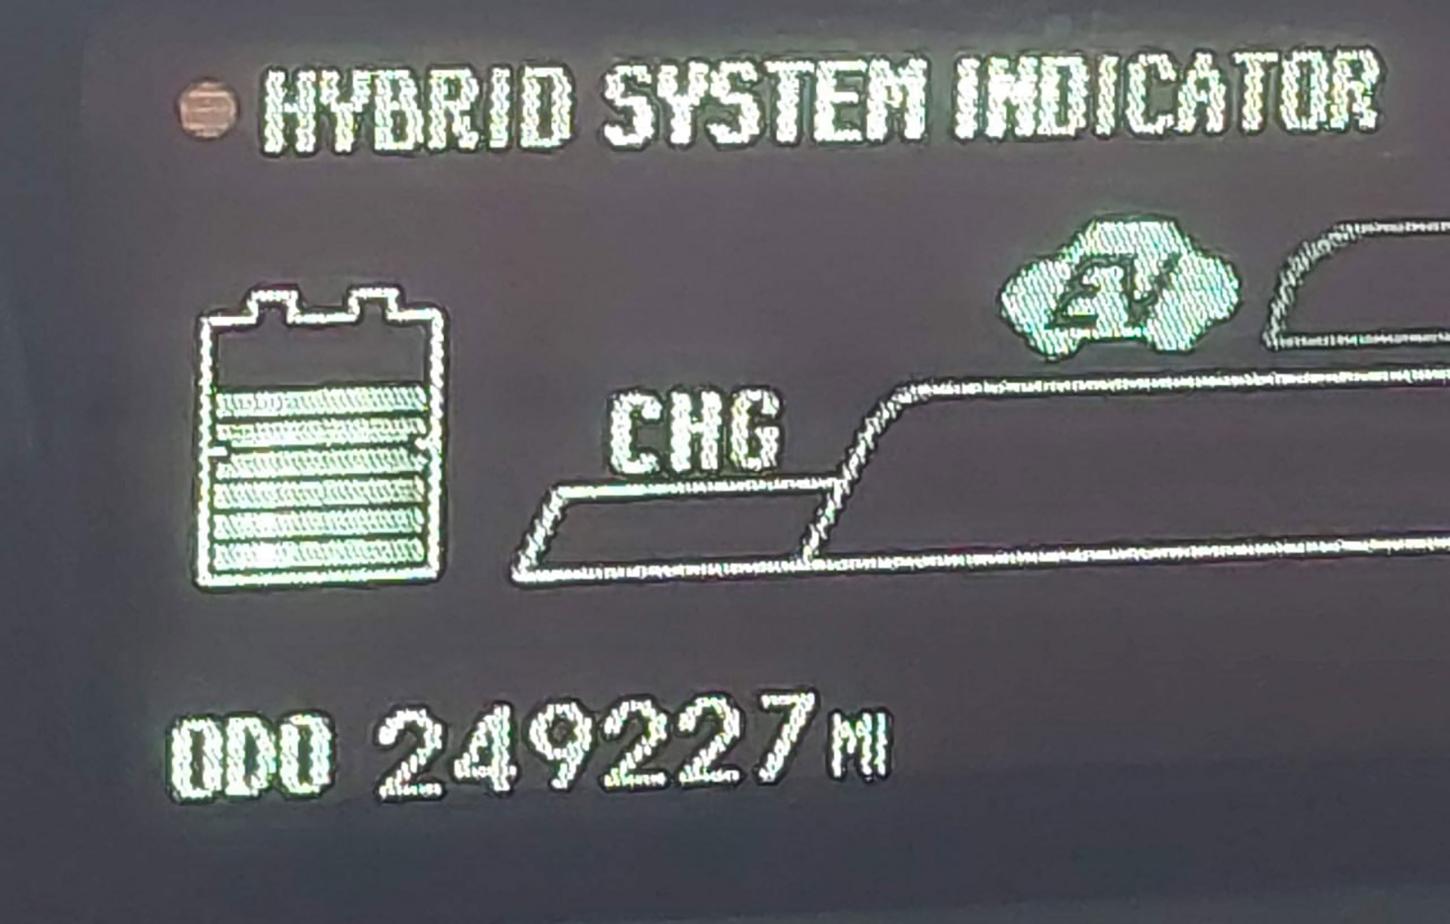 HYBRID SYSTEM INDICATOR
EV
CHG
ODO 249227 MI